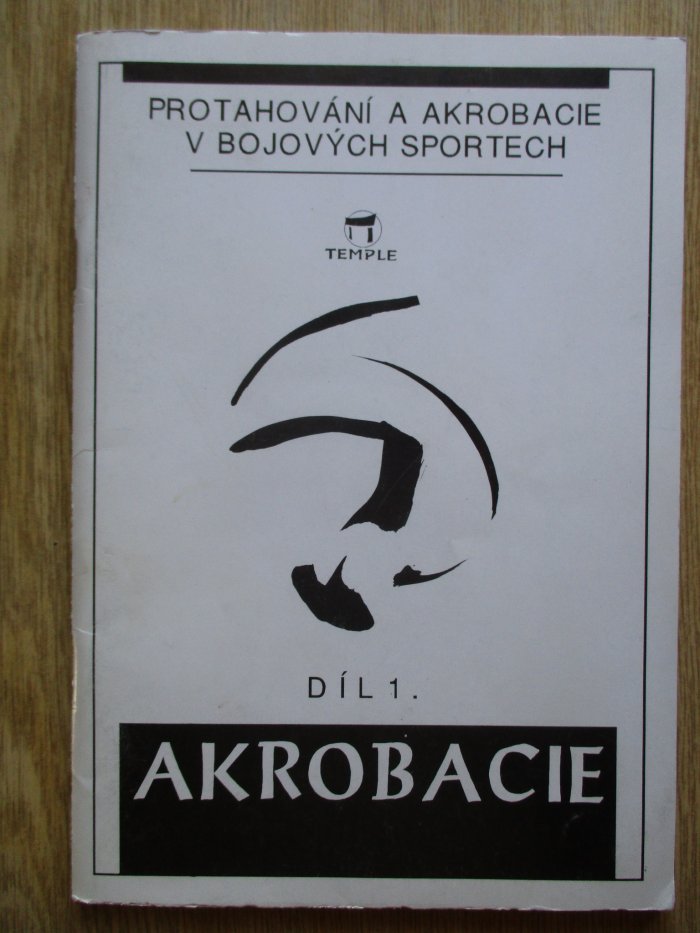 PROTAHOVÁNÍ A AKROBACIE
V BOJOVÝCH SPORTECH
TEMPLE
DÍL 1.
AKROBACIE